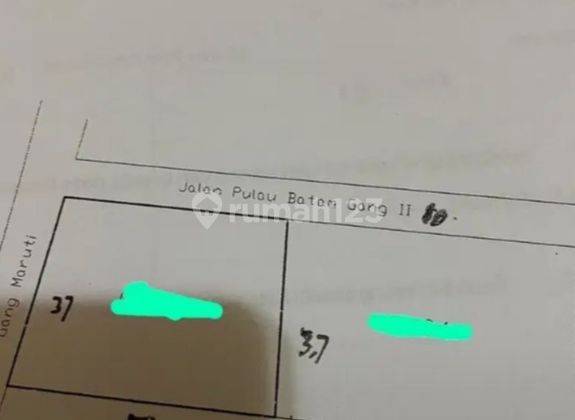 Jalan Pulau Batam Gang II
rumah123
Gang Maruti
37
3,7